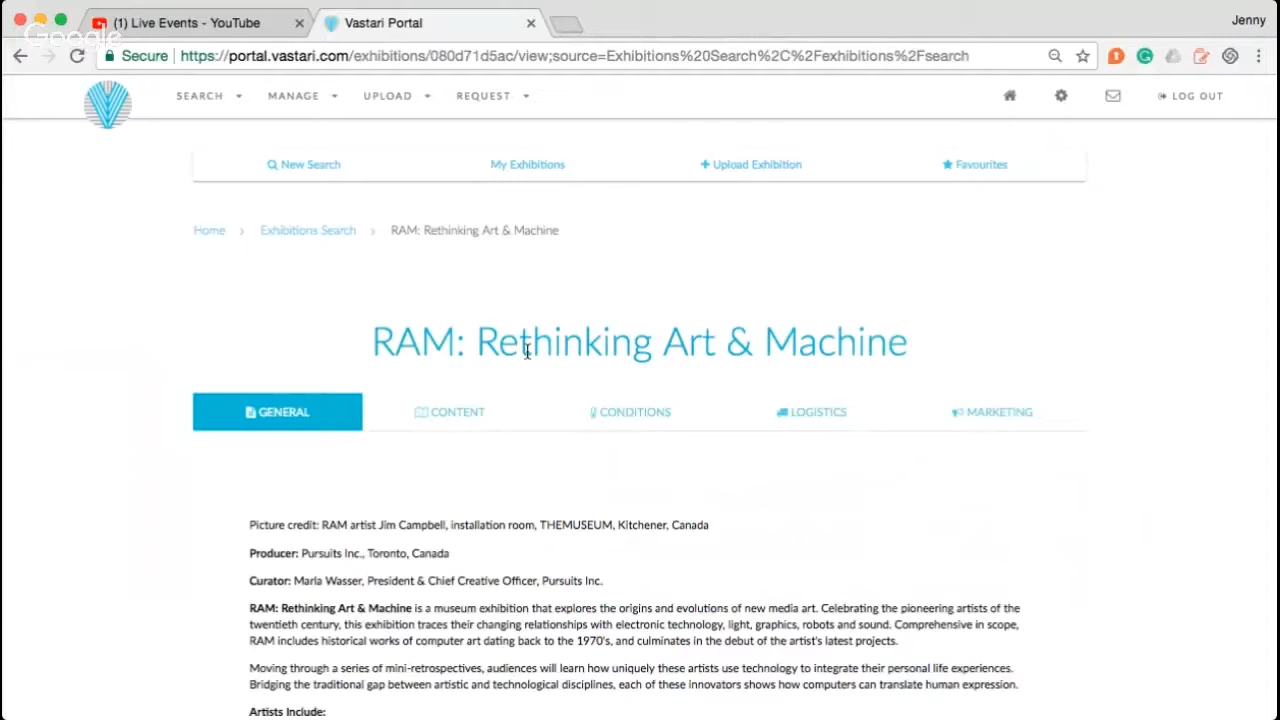 (1) Live Events - YouTube
Vastari Portal
Jenny
Google
Secure https://portal.vastari.com/exhibitions/080d71d5ac/view;source=Exhibitions%20Search%2C%2Fexhibitions%2Fsearch
SEARCH MANAGE UPLOAD REQUEST LOG OUT
New Search My Exhibitions Upload Exhibition Favourites
Home › Exhibitions Search › RAM: Rethinking Art & Machine
RAM: Rethinking Art & Machine
GENERAL CONTENT CONDITIONS LOGISTICS MARKETING
Picture credit: RAM artist Jim Campbell, installation room, THEMUSEUM, Kitchener, Canada
Producer: Pursuits Inc., Toronto, Canada
Curator: Marla Wasser, President & Chief Creative Officer, Pursuits Inc.
RAM: Rethinking Art & Machine is a museum exhibition that explores the origins and evolutions of new media art. Celebrating the pioneering artists of the
twentieth century, this exhibition traces their changing relationships with electronic technology, light, graphics, robots and sound. Comprehensive in scope,
RAM includes historical works of computer art dating back to the 1970's, and culminates in the debut of the artist's latest projects.
Moving through a series of mini-retrospectives, audiences will learn how uniquely these artists use technology to integrate their personal life experiences.
Bridging the traditional gap between artistic and technological disciplines, each of these innovators shows how computers can translate human expression.
Artists Include: